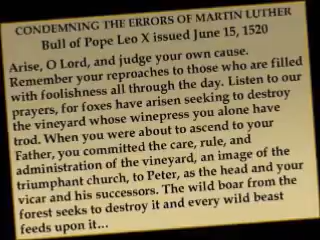 CONDEMNING THE ERRORS OF MARTIN LUTHER
Bull of Pope Leo X issued June 15, 1520
Arise, O Lord, and judge your own cause.
Remember your reproaches to those who are filled
with foolishness all through the day. Listen to our
prayers, for foxes have arisen seeking to destroy
the vineyard whose winepress you alone have
trod. When you were about to ascend to your
Father, you committed the care, rule, and
administration of the vineyard, an image of the
triumphant church, to Peter, as the head and your
vicar and his successors. The wild boar from the
forest seeks to destroy it and every wild beast
feeds upon it...